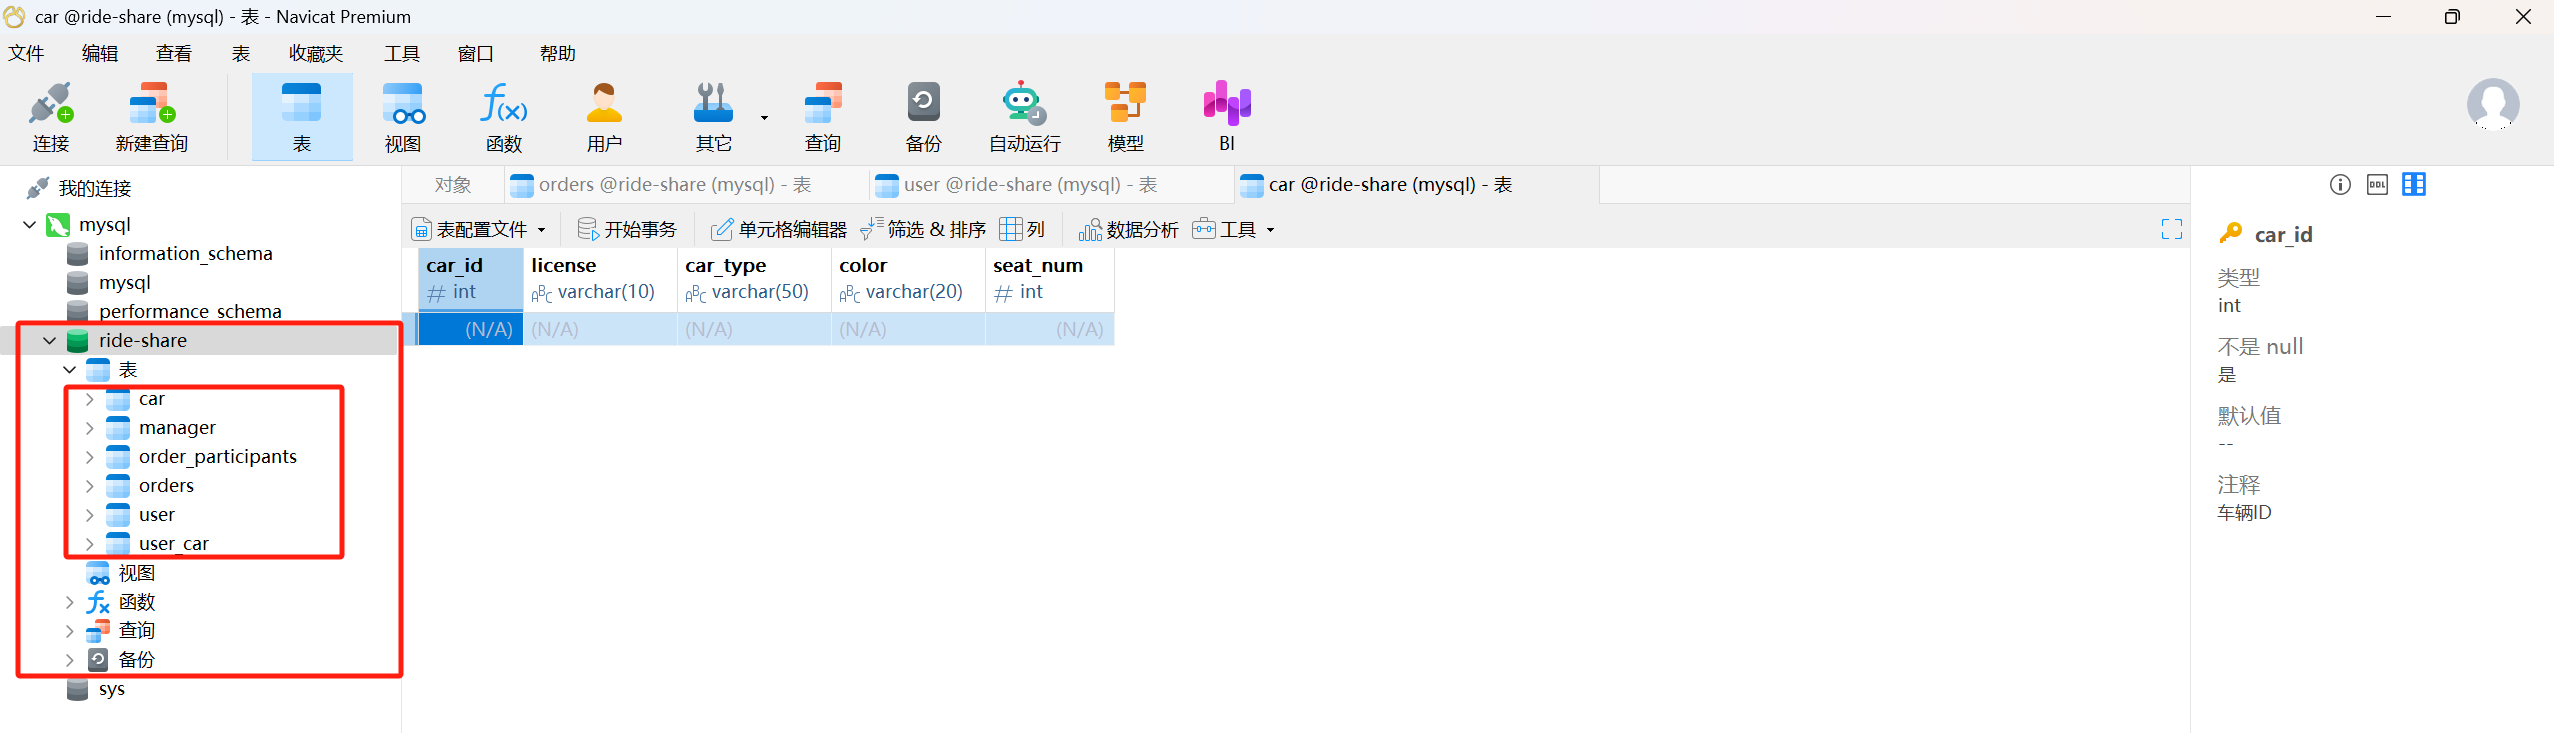 car @ride-share (mysql) - 表 - Navicat Premium
文件 编辑 查看 表 收藏夹 工具 窗口 帮助
连接 新建查询 表 视图 函数 用户 其它 查询 备份 自动运行 模型 BI
我的连接
mysql
information_schema
mysql
performance_schema
ride-share
表
car
manager
order_participants
orders
user
user_car
视图
函数
查询
备份
sys
对象 orders @ride-share (mysql) - 表 user @ride-share (mysql) - 表 car @ride-share (mysql) - 表
表配置文件 开始事务 单元格编辑器 筛选 & 排序 列 数据分析 工具
car_id license car_type color seat_num
# int ABC varchar(10) ABC varchar(50) ABC varchar(20) # int
(N/A) (N/A) (N/A) (N/A) (N/A)
DDL
car_id
类型
int
不是 null
是
默认值
--
注释
车辆ID